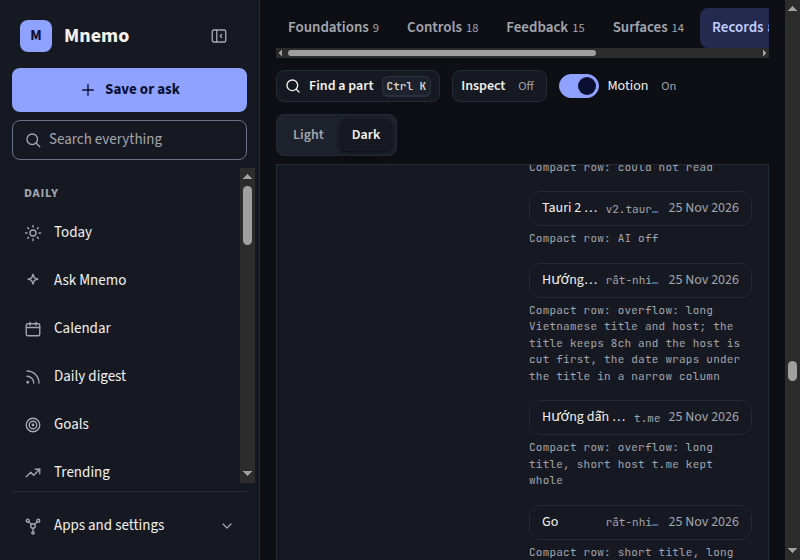 M Mnemo
Save or ask
Search everything
DAILY
Today
Ask Mnemo
Calendar
Daily digest
Goals
Trending
Apps and settings
Foundations 9 Controls 18 Feedback 15 Surfaces 14 Records
Find a part Ctrl K Inspect Off Motion On
Light Dark
Compact row: could not read
Tauri 2 … v2.taur… 25 Nov 2026
Compact row: AI off
Hướng… rất-nhi… 25 Nov 2026
Compact row: overflow: long
Vietnamese title and host; the
title keeps 8ch and the host is
cut first, the date wraps under
the title in a narrow column
Hướng dẫn … t.me 25 Nov 2026
Compact row: overflow: long
title, short host t.me kept
whole
Go rất-nhi… 25 Nov 2026
Compact row: short title, long